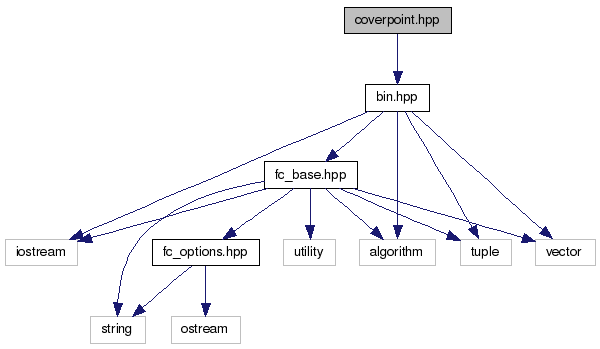 coverpoint.hpp
bin.hpp
fc_base.hpp
iostream
fc_options.hpp
utility
algorithm
tuple
vector
string
ostream